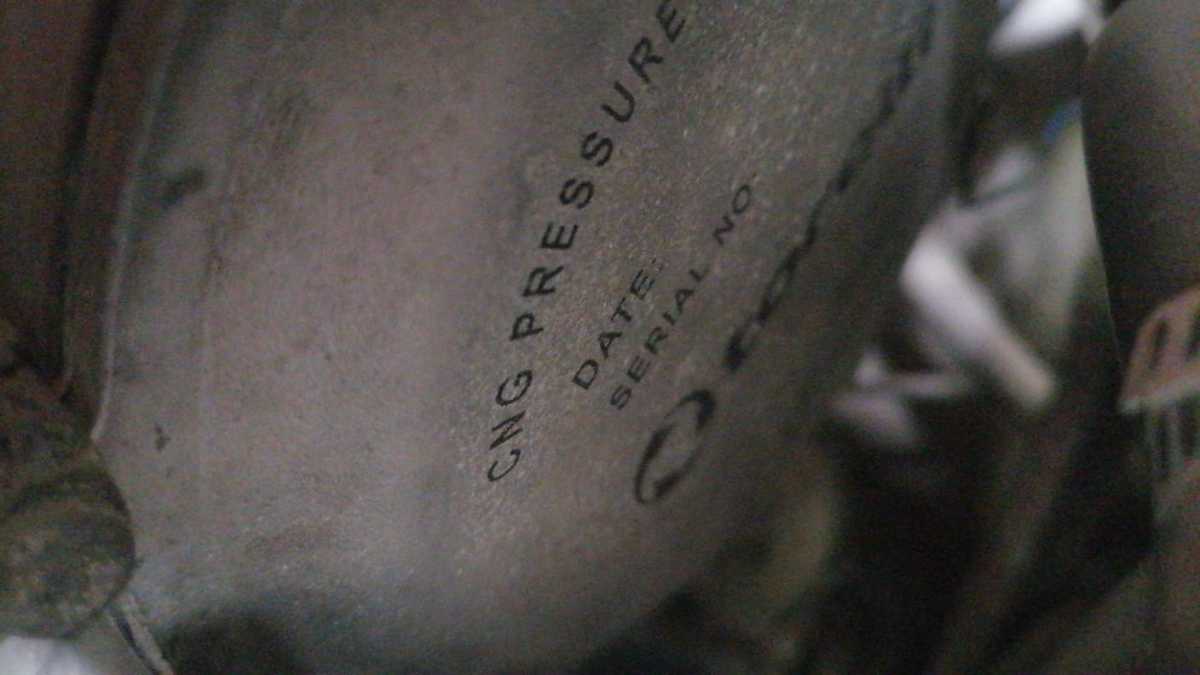 CNG PRESSURE
DATE:
SERIAL NO.